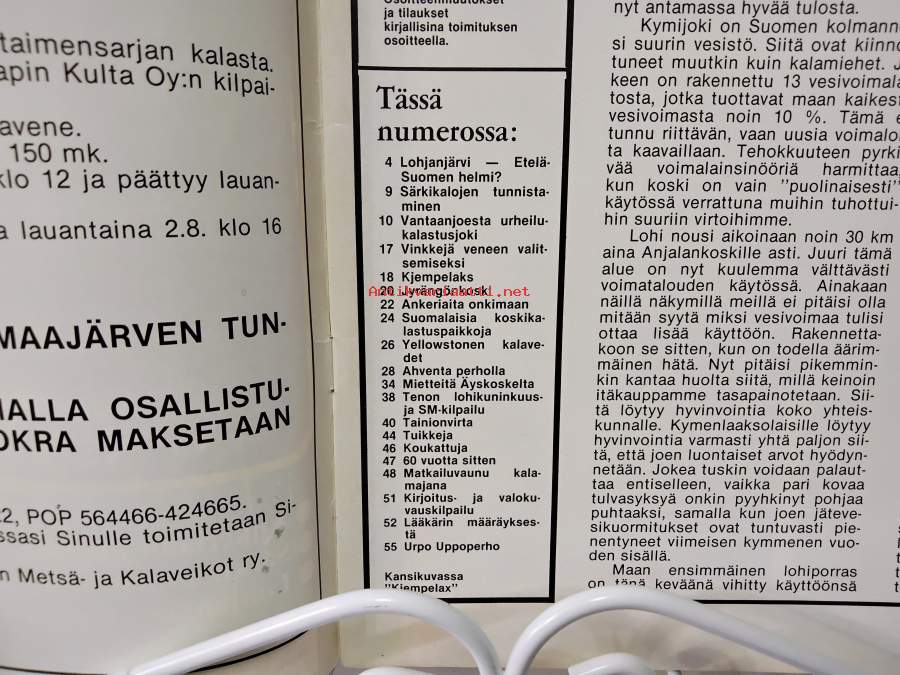 taimensarjan kalasta.
apin Kulta Oy:n kilpai-
avene.
150 mk.
klo 12 ja päättyy lauan-
a lauantaina 2.8. klo 16
MAAJÄRVEN TUN-
HALLA OSALLISTU-
OKRA MAKSETAAN
22, POP 564466-424665.
ssasi Sinulle toimitetaan Si-
n Metsä- ja Kalaveikot ry.
Osoitteenmuutokset
ja tilaukset
kirjallisina toimituksen
osoitteella.
Tässä
numerossa:
4 Lohjanjärvi — Etelä-
Suomen helmi?
9 Särkikalojen tunnista-
minen
10 Vantaanjoesta urheilu-
kalastusjoki
17 Vinkkejä veneen valit-
semiseksi
18 Kjempelaks
20 Jyrängönkoski
22 Ankeriaita onkimaan
24 Suomalaisia koskika-
lastuspaikkoja
26 Yellowstonen kalave-
det
28 Ahventa perholla
34 Mietteitä Äyskoskelta
38 Tenon lohikuninkuus-
ja SM-kilpailu
40 Tainionvirta
44 Tuikkeja
46 Koukattuja
47 60 vuotta sitten
48 Matkailuvaunu kala-
majana
51 Kirjoitus- ja valoku-
vauskilpailu
52 Lääkärin määräykses-
tä
55 Urpo Uppoperho
Kansikuvassa
"Kjempelax"
Antikvariaatti.net
nyt antamassa hyvää tulosta.
Kymijoki on Suomen kolmanne
si suurin vesistö. Siitä ovat kiinno
tuneet muutkin kuin kalamiehet. J
keen on rakennettu 13 vesivoimala
tosta, jotka tuottavat maan kaikest
vesivoimasta noin 10 %. Tämä e
tunnu riittävän, vaan uusia voimaloi
ta kaavaillaan. Tehokkuuteen pyrki
vää voimalainsinööriä harmittaa,
kun koski on vain "puolinaisesti"
käytössä verrattuna muihin tuhottui-
hin suuriin virtoihimme.
Lohi nousi aikoinaan noin 30 km
aina Anjalankoskille asti. Juuri tämä
alue on nyt kuulemma välttävästi
voimatalouden käytössä. Ainakaan
näillä näkymillä meillä ei pitäisi olla
mitään syytä miksi vesivoimaa tulisi
ottaa lisää käyttöön. Rakennetta-
koon se sitten, kun on todella äärim-
mäinen hätä. Nyt pitäisi pikemmin-
kin kantaa huolta siitä, millä keinoin
itäkauppamme tasapainotetaan. Sii-
tä löytyy hyvinvointia koko yhteis-
kunnalle. Kymenlaaksolaisille löytyy
hyvinvointia varmasti yhtä paljon sii-
tä, että joen luontaiset arvot hyödyn-
netään. Jokea tuskin voidaan palaut-
taa entiselleen, vaikka pari kovaa
tulvasyksyä onkin pyyhkinyt pohjaa
puhtaaksi, samalla kun joen jäteve-
sikuormitukset ovat tuntuvasti pie-
nentyneet viimeisen kymmenen vuo-
den sisällä.
Maan ensimmäinen lohiporras
on tänä keväänä vihitty käyttöönsä